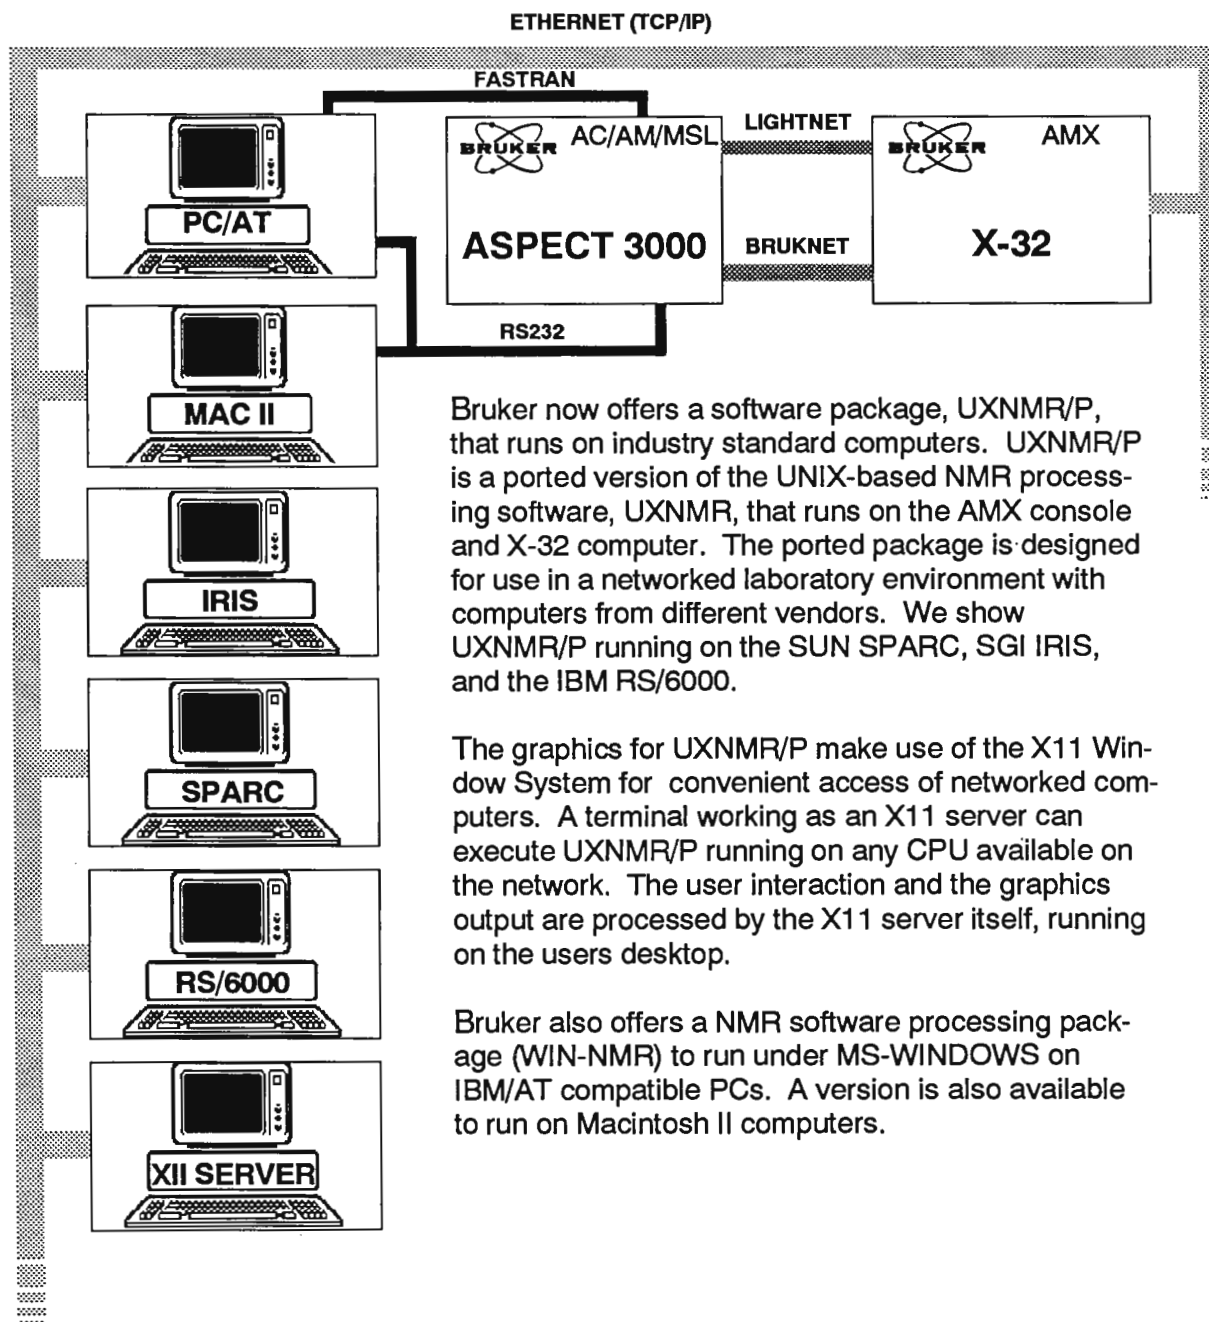 ETHERNET (TCP/IP)
FASTRAN
BRUKER
AC/AM/MSL
LIGHTNET
BRUKER
AMX
PC/AT
ASPECT 3000
BRUKNET
X-32
RS232
MAC II
IRIS
SPARC
RS/6000
XII SERVER
Bruker now offers a software package, UXNMR/P,
that runs on industry standard computers. UXNMR/P
is a ported version of the UNIX-based NMR process-
ing software, UXNMR, that runs on the AMX console
and X-32 computer. The ported package is designed
for use in a networked laboratory environment with
computers from different vendors. We show
UXNMR/P running on the SUN SPARC, SGI IRIS,
and the IBM RS/6000.
The graphics for UXNMR/P make use of the X11 Win-
dow System for convenient access of networked com-
puters. A terminal working as an X11 server can
execute UXNMR/P running on any CPU available on
the network. The user interaction and the graphics
output are processed by the X11 server itself, running
on the users desktop.
Bruker also offers a NMR software processing pack-
age (WIN-NMR) to run under MS-WINDOWS on
IBM/AT compatible PCs. A version is also available
to run on Macintosh II computers.